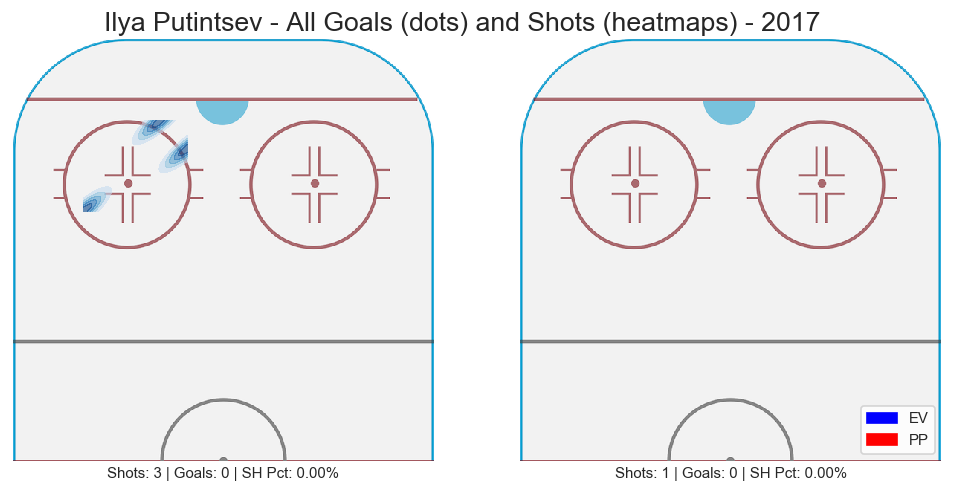 Ilya Putintsev - All Goals (dots) and Shots (heatmaps) - 2017
EV
PP
Shots: 3 | Goals: 0 | SH Pct: 0.00%
Shots: 1 | Goals: 0 | SH Pct: 0.00%